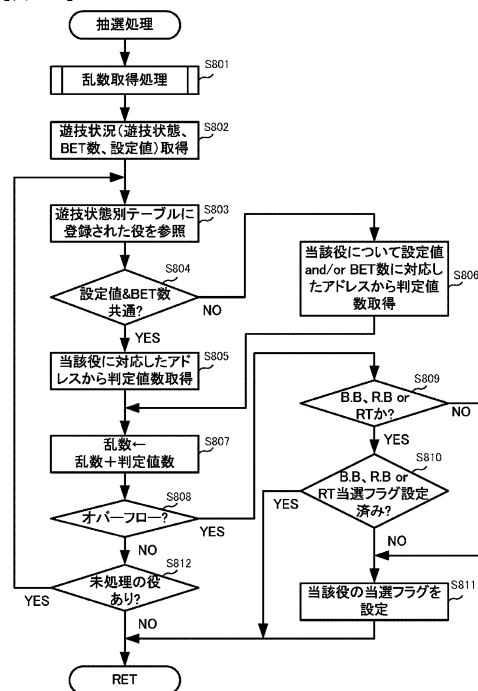 抽選処理
S801
乱数取得処理
S802
遊技状況(遊技状態、
BET数、設定値)取得
S803
遊技状態別テーブルに
登録された役を参照
S804
設定値&BET数
共通?
NO
YES
S806
当該役について設定値
and/or BET数に対応し
たアドレスから判定値
数取得
S805
当該役に対応したアド
レスから判定値数取得
S807
乱数←
乱数+判定値数
S808
オバーフロー?
YES
NO
S809
B.B、R.B or
RTか?
NO
YES
S810
B.B、R.B or
RT当選フラグ設定
済み?
YES
NO
S811
当該役の当選フラグを
設定
S812
未処理の役
あり?
YES
NO
RET